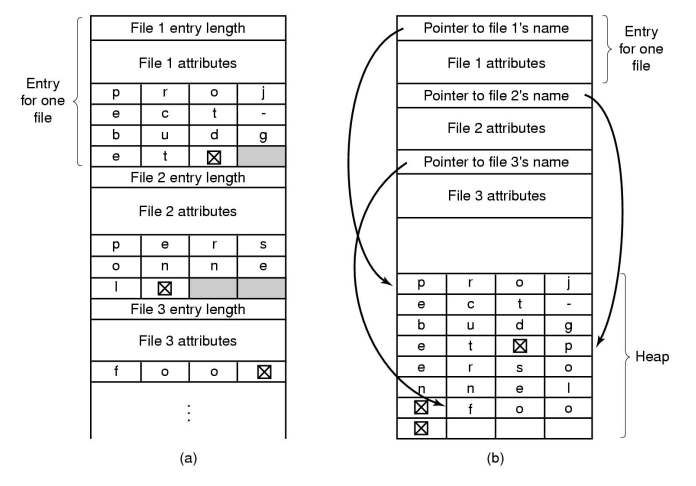 File 1 entry length
File 1 attributes
Entry
for one
file
p r o j
e c t -
b u d g
e t ☒
File 2 entry length
File 2 attributes
p e r s
o n n e
l ☒
File 3 entry length
File 3 attributes
f o o ☒
⋮
(a)
Pointer to file 1's name
File 1 attributes
Entry
for one
file
Pointer to file 2's name
File 2 attributes
Pointer to file 3's name
File 3 attributes
p r o j
e c t -
b u d g
e t ☒ p
e r s o
n n e l
☒ f o o
☒
Heap
(b)